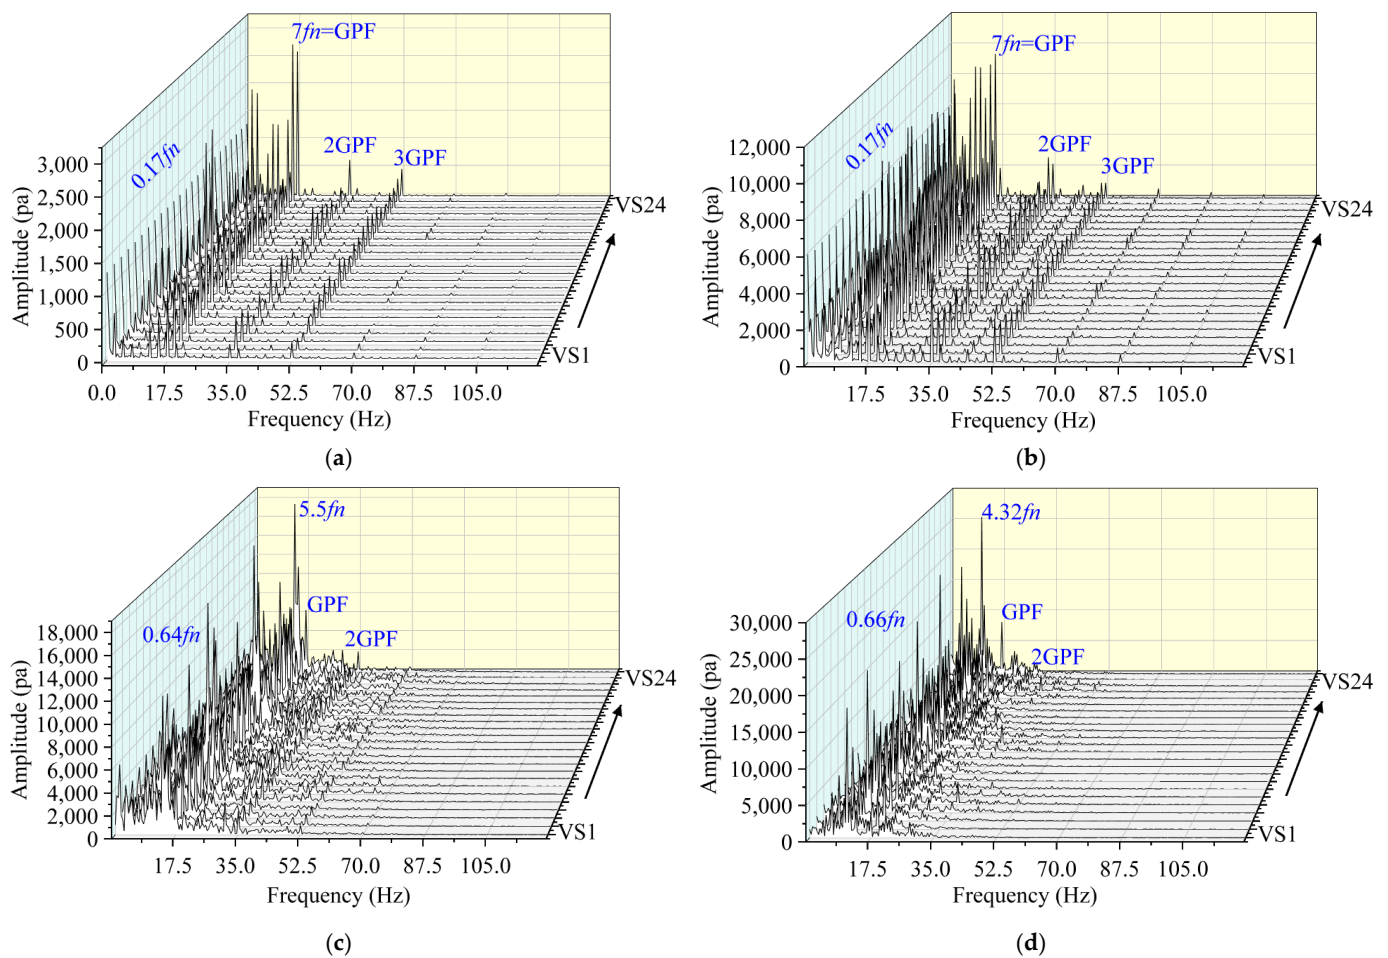 7fn=GPF
0.17fn
2GPF
3GPF
3,000
2,500
2,000
1,500
1,000
500
0
Amplitude (pa)
VS24
VS1
0.0 17.5 35.0 52.5 70.0 87.5 105.0
Frequency (Hz)
(a)
7fn=GPF
0.17fn
2GPF
3GPF
12,000
10,000
8,000
6,000
4,000
2,000
0
Amplitude (pa)
VS24
VS1
17.5 35.0 52.5 70.0 87.5 105.0
Frequency (Hz)
(b)
5.5fn
GPF
0.64fn
2GPF
18,000
16,000
14,000
12,000
10,000
8,000
6,000
4,000
2,000
0
Amplitude (pa)
VS24
VS1
17.5 35.0 52.5 70.0 87.5 105.0
Frequency (Hz)
(c)
4.32fn
GPF
0.66fn
2GPF
30,000
25,000
20,000
15,000
10,000
5,000
0
Amplitude (pa)
VS24
VS1
17.5 35.0 52.5 70.0 87.5 105.0
Frequency (Hz)
(d)